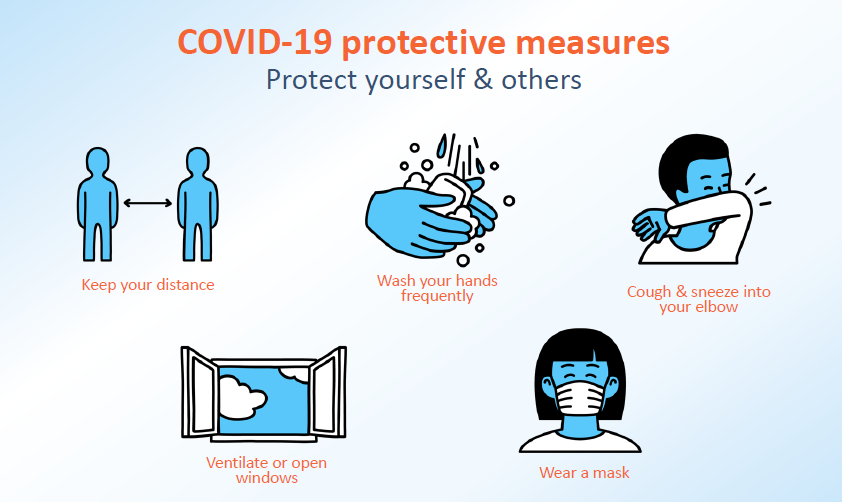 COVID-19 protective measures
Protect yourself & others
Keep your distance
Wash your hands
frequently
Cough & sneeze into
your elbow
Ventilate or open
windows
Wear a mask